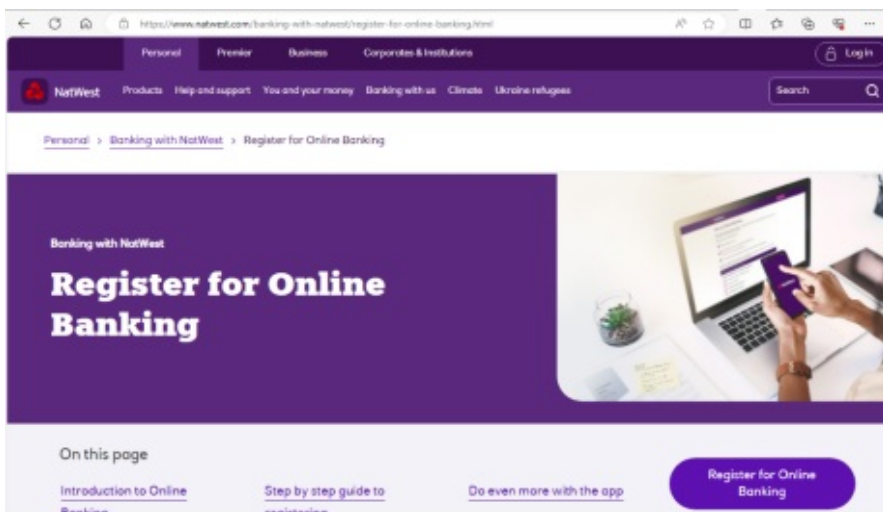 https://www.natwest.com/banking-with-natwest/register-for-online-banking.html
Personal Premier Business Corporates & Institutions Log in
NatWest Products Help and support You and your money Banking with us Climate Ukraine refugees Search
Personal > Banking with NatWest > Register for Online Banking
Banking with NatWest
Register for Online
Banking
On this page
Register for Online
Banking
Introduction to Online
Banking
Step by step guide to
registering
Do even more with the app